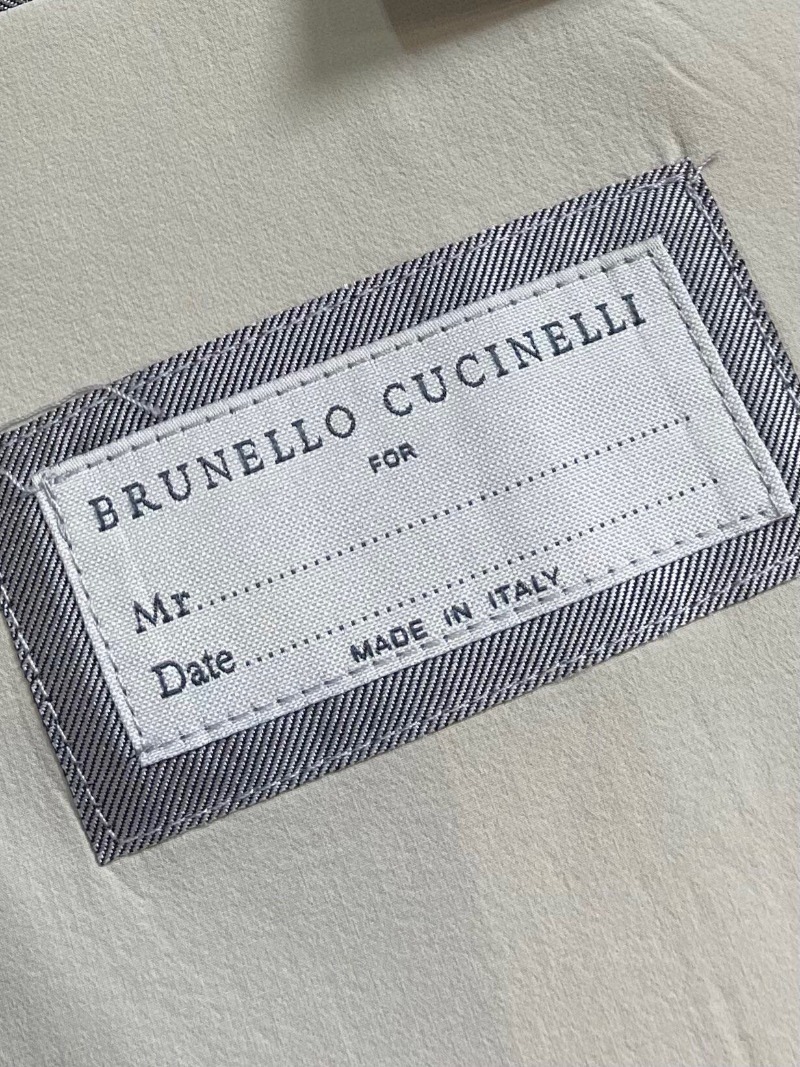 BRUNELLO CUCINELLI
FOR
Mr..............................................................
Date............................................................
MADE IN ITALY